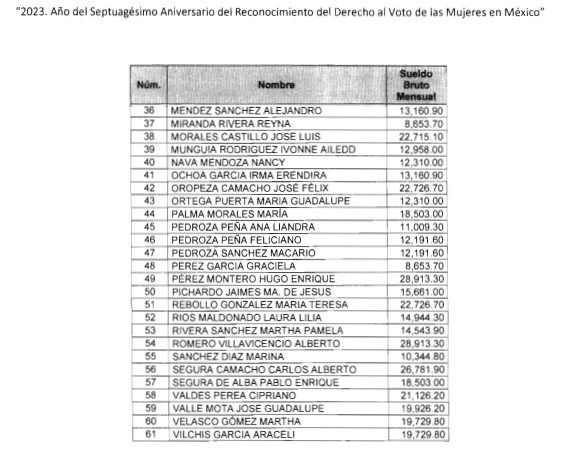 "2023. Año del Septuagésimo Aniversario del Reconocimiento del Derecho al Voto de las Mujeres en México"
Núm. Nombre Sueldo Bruto Mensual
36 MENDEZ SANCHEZ ALEJANDRO 13,160.90
37 MIRANDA RIVERA REYNA 8,653.70
38 MORALES CASTILLO JOSE LUIS 22,715.10
39 MUNGUIA RODRIGUEZ IVONNE AILEDD 12,958.00
40 NAVA MENDOZA NANCY 12,310.00
41 OCHOA GARCIA IRMA ERENDIRA 13,160.90
42 OROPEZA CAMACHO JOSÉ FÉLIX 22,726.70
43 ORTEGA PUERTA MARIA GUADALUPE 12,310.00
44 PALMA MORALES MARÍA 18,503.00
45 PEDROZA PEÑA ANA LIANDRA 11,009.30
46 PEDROZA PEÑA FELICIANO 12,191.60
47 PEDROZA SANCHEZ MACARIO 12,191.60
48 PEREZ GARCIA GRACIELA 8,653.70
49 PÉREZ MONTERO HUGO ENRIQUE 28,913.30
50 PICHARDO JAIMES MA. DE JESUS 15,661.00
51 REBOLLO GONZALEZ MARIA TERESA 22,726.70
52 RIOS MALDONADO LAURA LILIA 14,944.30
53 RIVERA SANCHEZ MARTHA PAMELA 14,543.90
54 ROMERO VILLAVICENCIO ALBERTO 28,913.30
55 SANCHEZ DIAZ MARINA 10,344.80
56 SEGURA CAMACHO CARLOS ALBERTO 26,781.90
57 SEGURA DE ALBA PABLO ENRIQUE 18,503.00
58 VALDES PEREA CIPRIANO 21,126.20
59 VALLE MOTA JOSE GUADALUPE 19,926.20
60 VELASCO GÓMEZ MARTHA 19,729.80
61 VILCHIS GARCIA ARACELI 19,729.80